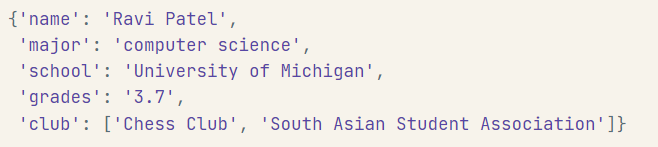 {'name': 'Ravi Patel',
'major': 'computer science',
'school': 'University of Michigan',
'grades': '3.7',
'club': ['Chess Club', 'South Asian Student Association']}